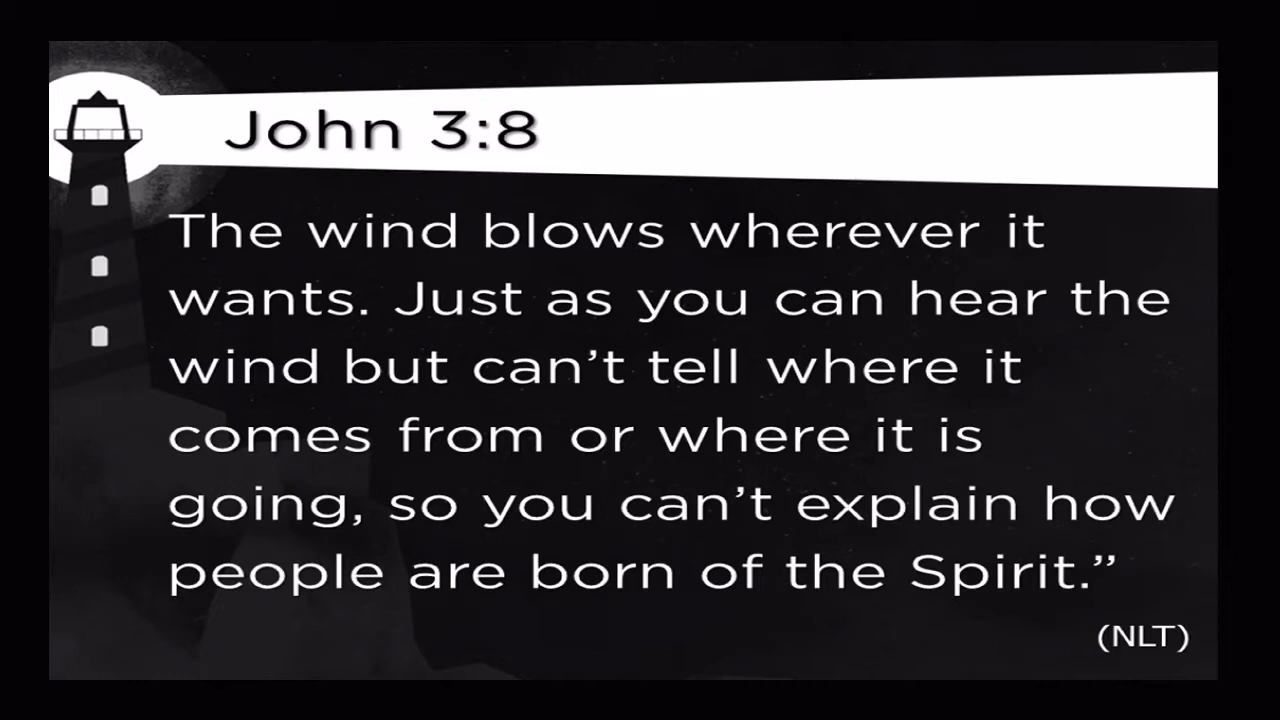 John 3:8
The wind blows wherever it
wants. Just as you can hear the
wind but can’t tell where it
comes from or where it is
going, so you can’t explain how
people are born of the Spirit.”
(NLT)